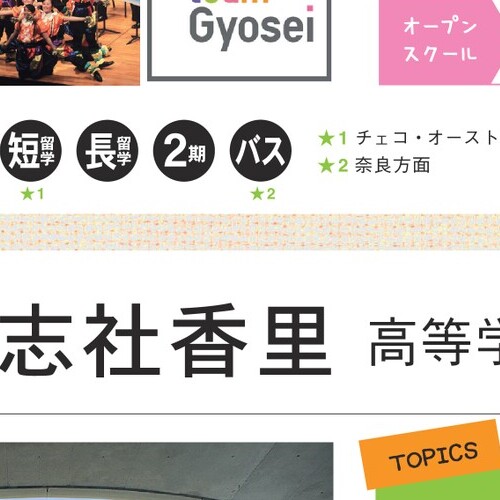 Gyosei
オープン
スクール
短留学 長留学 2期 バス
★1 ★2
★1 チェコ・オースト
★2 奈良方面
志社香里 高等学
TOPICS